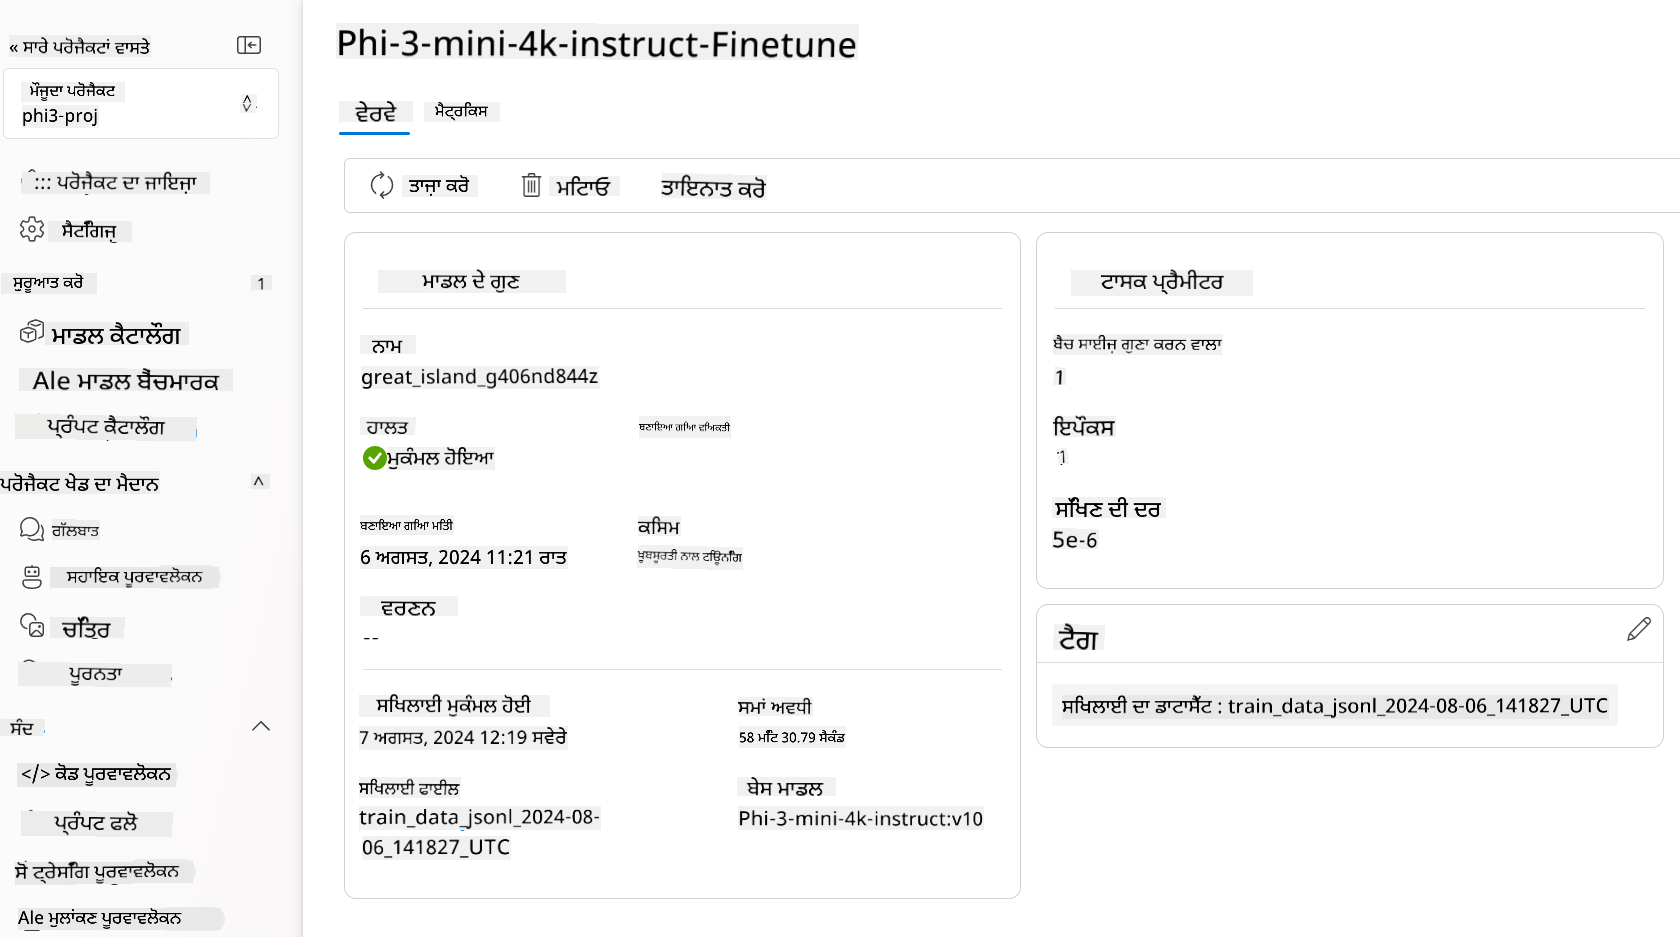 « ਸਾਰੇ ਪਰੋਜੈਕਟਾਂ ਵਾਸਤੇ
ਮੌਜੂਦਾ ਪਰੋਜੈਕਟ
phi3-proj
::: ਪਰੋਜੈਕਟ ਦਾ ਜਾਇਜ਼ਾ
ਸੈਟਿੰਗਜ਼
ਸ਼ੁਰੂਆਤ ਕਰੋ 1
ਮਾਡਲ ਕੈਟਾਲੌਗ
Ale ਮਾਡਲ ਬੈਂਚਮਾਰਕ
ਪ੍ਰੰਪਟ ਕੈਟਾਲੌਗ
ਪਰੋਜੈਕਟ ਖੇਡ ਦਾ ਮੈਦਾਨ ^
ਗੱਲਬਾਤ
ਸਹਾਇਕ ਪੂਰਵਾਵਲੋਕਨ
ਚਿੱਤਰ
ਪੂਰਨਤਾ
ਸੰਦ
</> ਕੋਡ ਪੂਰਵਾਵਲੋਕਨ
ਪ੍ਰੰਪਟ ਫਲੋ
ਸੋ ਟ੍ਰੇਸਿੰਗ ਪੂਰਵਾਵਲੋਕਨ
Ale ਮੁਲਾਂਕਣ ਪੂਰਵਾਵਲੋਕਨ
Phi-3-mini-4k-instruct-Finetune
ਵੇਰਵੇ ਮੈਟ੍ਰਿਕਸ
ਤਾਜ਼ਾ ਕਰੋ ਮਿਟਾਓ ਤਾਇਨਾਤ ਕਰੋ
ਮਾਡਲ ਦੇ ਗੁਣ
ਨਾਮ
great_island_g406nd844z
ਹਾਲਤ ਬਣਾਇਆ ਗਿਆ ਵਿਅਕਤੀ
ਮੁਕੰਮਲ ਹੋਇਆ
ਬਣਾਇਆ ਗਿਆ ਮਿਤੀ ਕਿਸਮ
6 ਅਗਸਤ, 2024 11:21 ਰਾਤ ਖੂਬਸੂਰਤੀ ਨਾਲ ਟਿਊਨਿੰਗ
ਵਰਣਨ
--
ਸਿਖਿਲਾਈ ਮੁਕੰਮਲ ਹੋਈ ਸਮਾਂ ਅਵਧੀ
7 ਅਗਸਤ, 2024 12:19 ਸਵੇਰੇ 58 ਮਿੰਟ 30.79 ਸੈਕੰਡ
ਸਿਖਿਲਾਈ ਫਾਈਲ ਬੇਸ ਮਾਡਲ
train_data_jsonl_2024-08-06_141827_UTC Phi-3-mini-4k-instruct:v10
ਟਾਸਕ ਪ੍ਰੈਮੀਟਰ
ਬੈਚ ਸਾਈਜ਼ ਗੁਣਾ ਕਰਨ ਵਾਲਾ
1
ਇਪੌਕਸ
1
ਸਿੱਖਣ ਦੀ ਦਰ
5e-6
ਟੈਗ
ਸਿਖਿਲਾਈ ਦਾ ਡਾਟਾਸੈੱਟ : train_data_jsonl_2024-08-06_141827_UTC